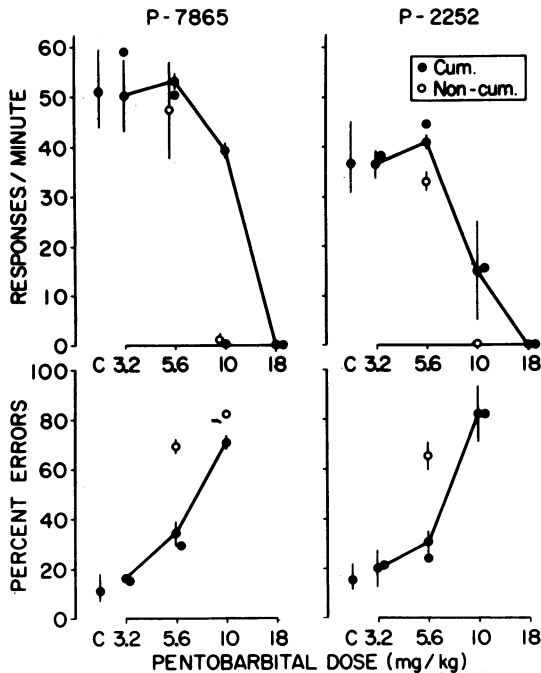 P-7865 P-2252
Cum.
Non-cum.
RESPONSES/MINUTE
60
50
40
30
20
10
0
C 3.2 5.6 10 18 C 3.2 5.6 10 18
PERCENT ERRORS
100
80
60
40
20
0
C 3.2 5.6 10 18 C 3.2 5.6 10 18
PENTOBARBITAL DOSE (mg/kg)